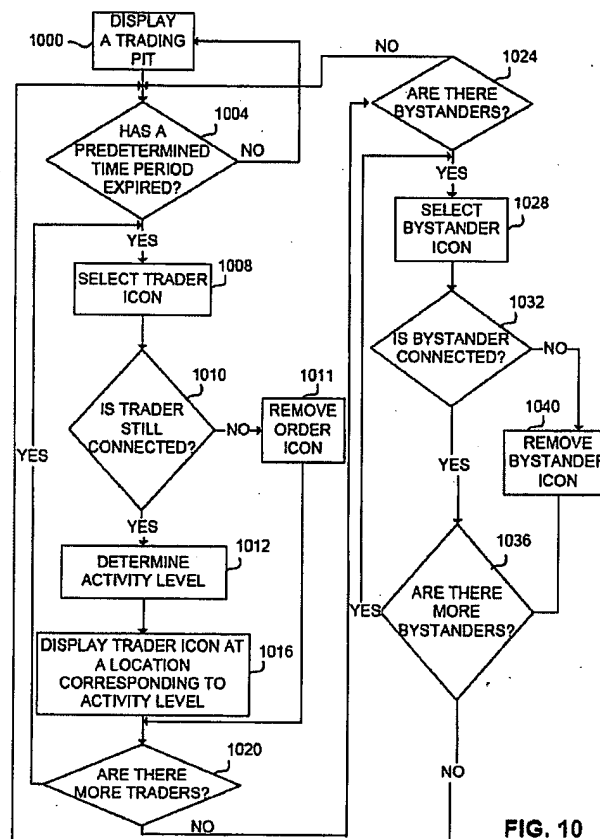 1000
DISPLAY
A TRADING
PIT
1004
HAS A
PREDETERMINED
TIME PERIOD
EXPIRED?
NO
YES
SELECT TRADER
ICON
1008
1010
IS TRADER
STILL
CONNECTED?
NO
1011
REMOVE
ORDER
ICON
YES
YES
DETERMINE
ACTIVITY LEVEL
1012
DISPLAY TRADER ICON AT
A LOCATION
CORRESPONDING TO
ACTIVITY LEVEL
1016
1020
ARE THERE
MORE TRADERS?
NO
NO
1024
ARE THERE
BYSTANDERS?
YES
SELECT
BYSTANDER
ICON
1028
1032
IS BYSTANDER
CONNECTED?
NO
1040
REMOVE
BYSTANDER
ICON
YES
1036
ARE THERE
MORE
BYSTANDERS?
YES
NO
FIG. 10